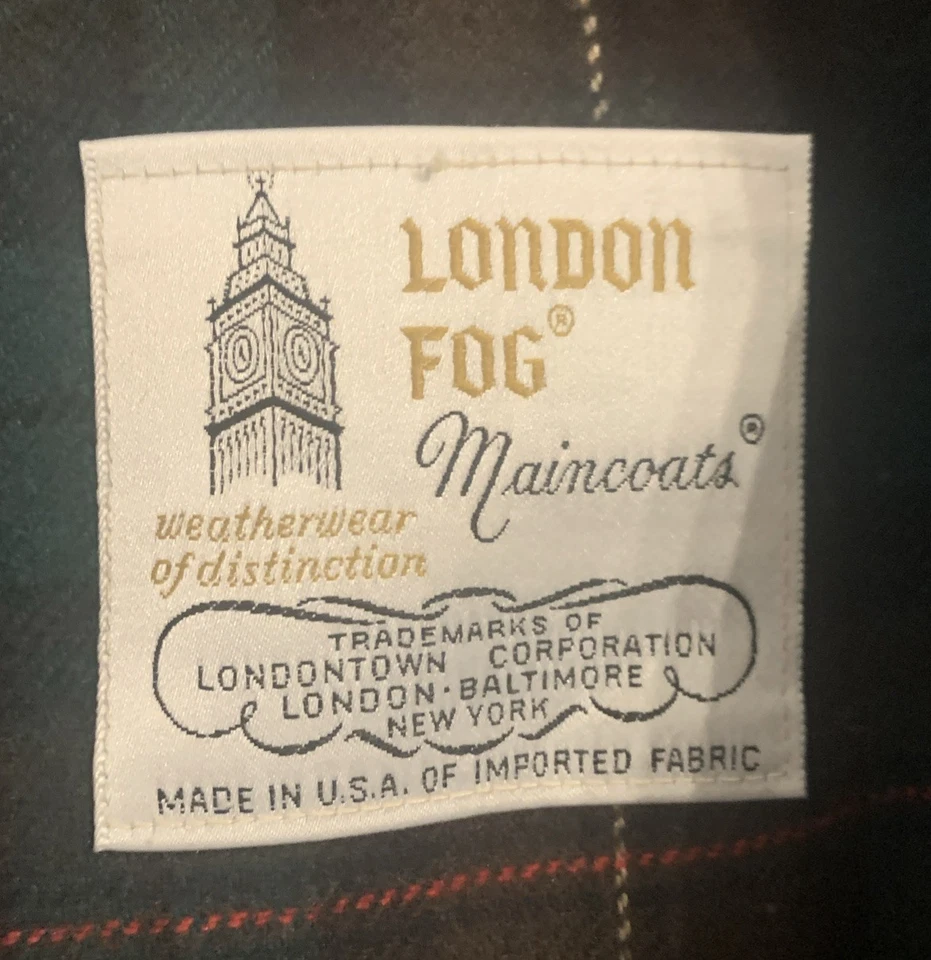 LONDON
FOG®
Maincoats®
weatherwear
of distinction
TRADEMARKS OF
LONDONTOWN CORPORATION
LONDON·BALTIMORE
NEW YORK
MADE IN U.S.A. OF IMPORTED FABRIC